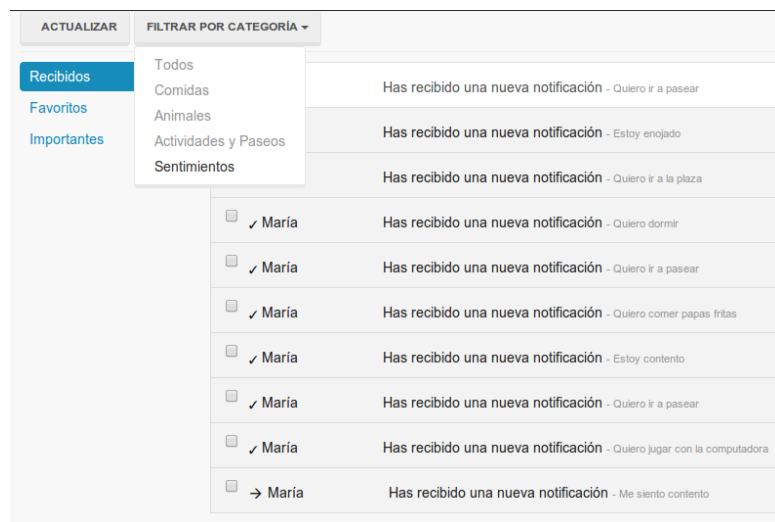 ACTUALIZAR FILTRAR POR CATEGORÍA
Todos
Recibidos
Comidas
Has recibido una nueva notificación - Quiero ir a pasear
Favoritos
Animales
Importantes
Actividades y Paseos
Has recibido una nueva notificación - Estoy enojado
Sentimientos
Has recibido una nueva notificación - Quiero ir a la plaza
✓ María Has recibido una nueva notificación - Quiero dormir
✓ María Has recibido una nueva notificación - Quiero ir a pasear
✓ María Has recibido una nueva notificación - Quiero comer papas fritas
✓ María Has recibido una nueva notificación - Estoy contento
✓ María Has recibido una nueva notificación - Quiero ir a pasear
✓ María Has recibido una nueva notificación - Quiero jugar con la computadora
→ María Has recibido una nueva notificación - Me siento contento